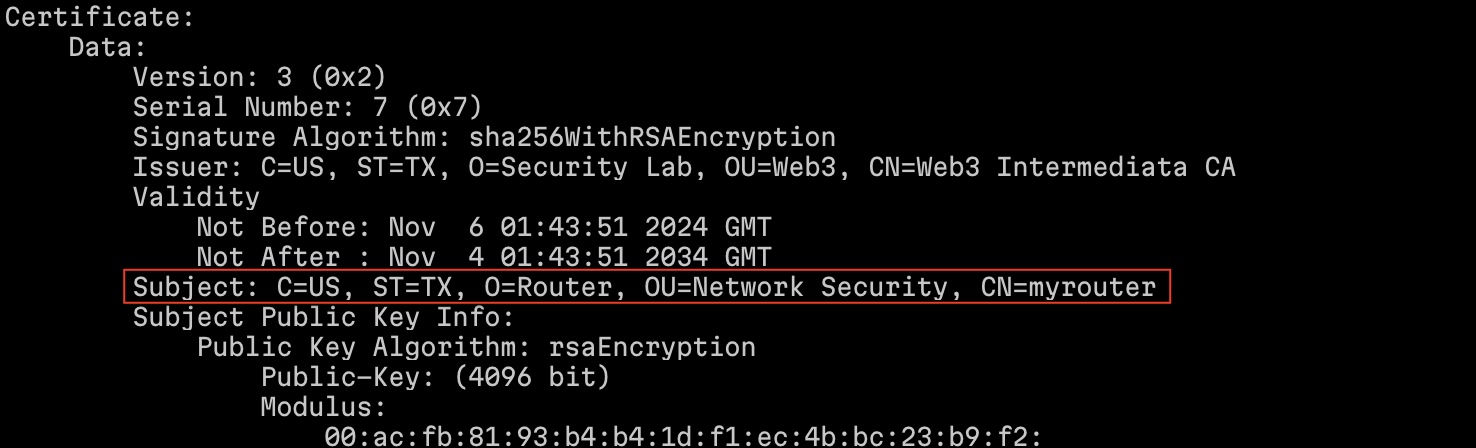 Certificate:
Data:
Version: 3 (0x2)
Serial Number: 7 (0x7)
Signature Algorithm: sha256WithRSAEncryption
Issuer: C=US, ST=TX, O=Security Lab, OU=Web3, CN=Web3 Intermediata CA
Validity
Not Before: Nov  6 01:43:51 2024 GMT
Not After : Nov  4 01:43:51 2034 GMT
Subject: C=US, ST=TX, O=Router, OU=Network Security, CN=myrouter
Subject Public Key Info:
Public Key Algorithm: rsaEncryption
Public-Key: (4096 bit)
Modulus:
00:ac:fb:81:93:b4:b4:1d:f1:ec:4b:bc:23:b9:f2: